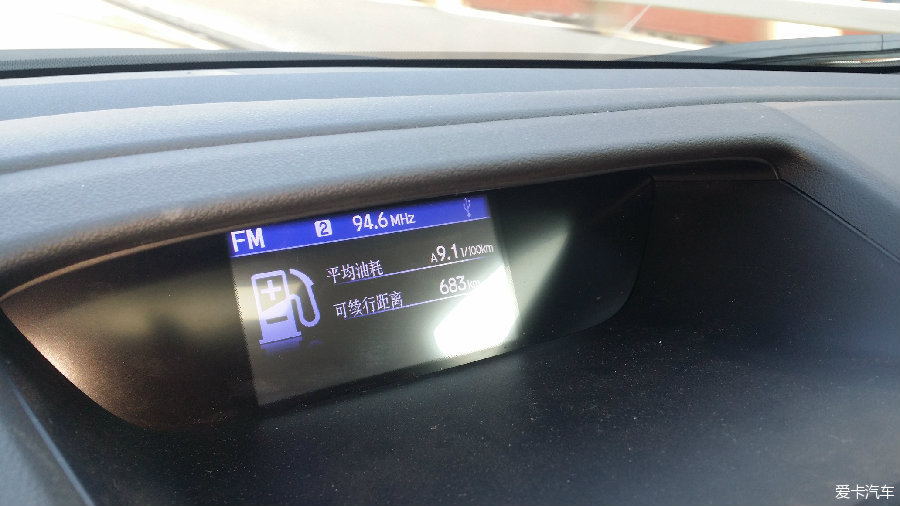 FM 2 94.6 MHz
平均油耗 A9.1 l/100km
可续行距离 683 km
爱卡汽车